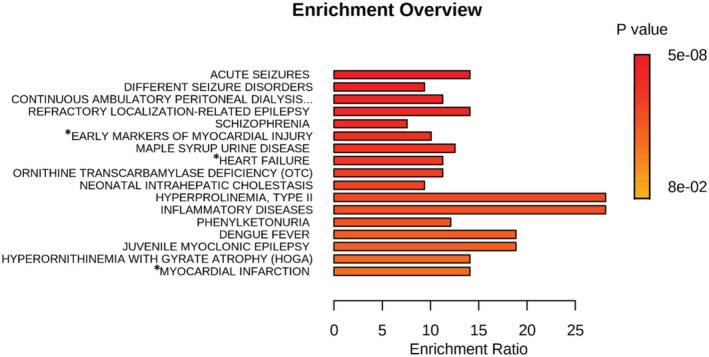 Enrichment Overview
P value
5e-08
8e-02
ACUTE SEIZURES
DIFFERENT SEIZURE DISORDERS
CONTINUOUS AMBULATORY PERITONEAL DIALYSIS...
REFRACTORY LOCALIZATION-RELATED EPILEPSY
SCHIZOPHRENIA
*EARLY MARKERS OF MYOCARDIAL INJURY
MAPLE SYRUP URINE DISEASE
*HEART FAILURE
ORNITHINE TRANSCARBAMYLASE DEFICIENCY (OTC)
NEONATAL INTRAHEPATIC CHOLESTASIS
HYPERPROLINEMIA, TYPE II
INFLAMMATORY DISEASES
PHENYLKETONURIA
DENGUE FEVER
JUVENILE MYOCLONIC EPILEPSY
HYPERORNITHINEMIA WITH GYRATE ATROPHY (HOGA)
*MYOCARDIAL INFARCTION
0 5 10 15 20 25
Enrichment Ratio